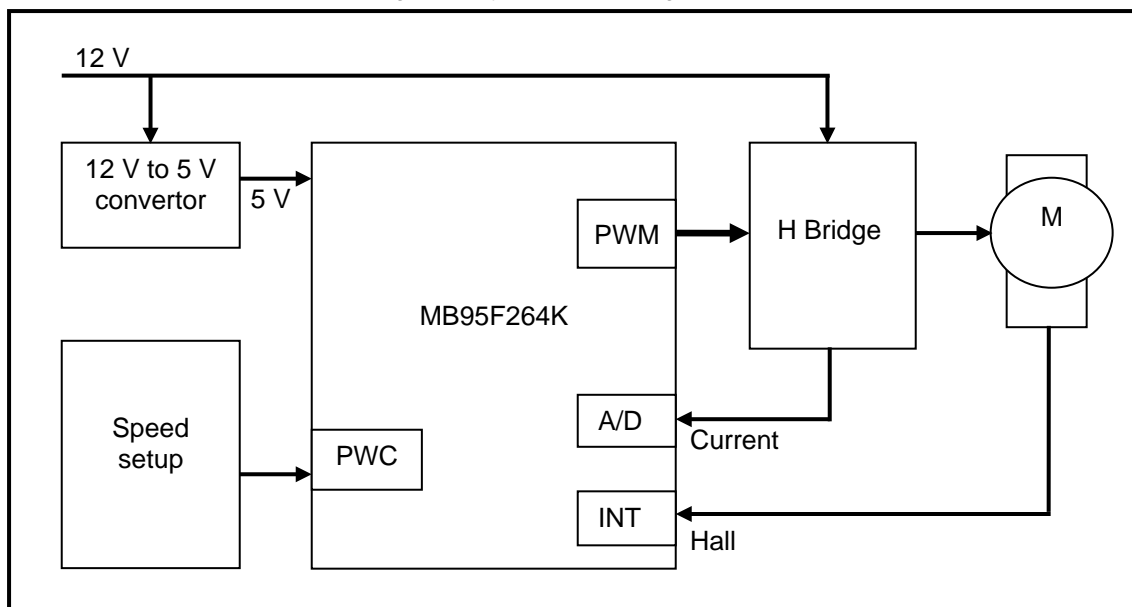 12 V
12 V to 5 V
convertor
5 V
PWM
H Bridge
M
MB95F264K
Speed
setup
PWC
A/D
Current
INT
Hall